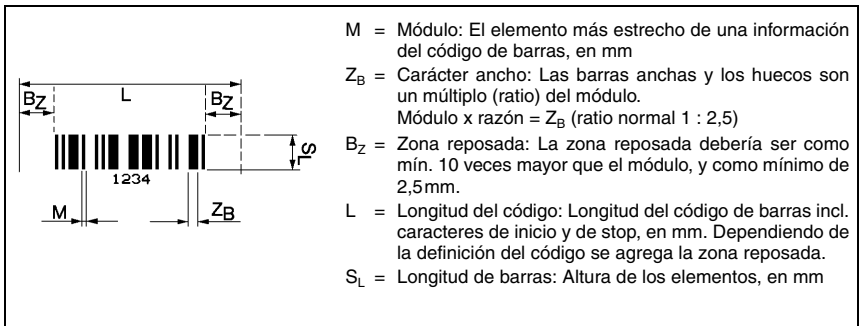 L
BZ
BZ
SL
1234
M
ZB
M = Módulo: El elemento más estrecho de una información
del código de barras, en mm
ZB = Carácter ancho: Las barras anchas y los huecos son
un múltiplo (ratio) del módulo.
Módulo x razón = ZB (ratio normal 1 : 2,5)
BZ = Zona reposada: La zona reposada debería ser como
mín. 10 veces mayor que el módulo, y como mínimo de
2,5mm.
L = Longitud del código: Longitud del código de barras incl.
caracteres de inicio y de stop, en mm. Dependiendo de
la definición del código se agrega la zona reposada.
SL = Longitud de barras: Altura de los elementos, en mm